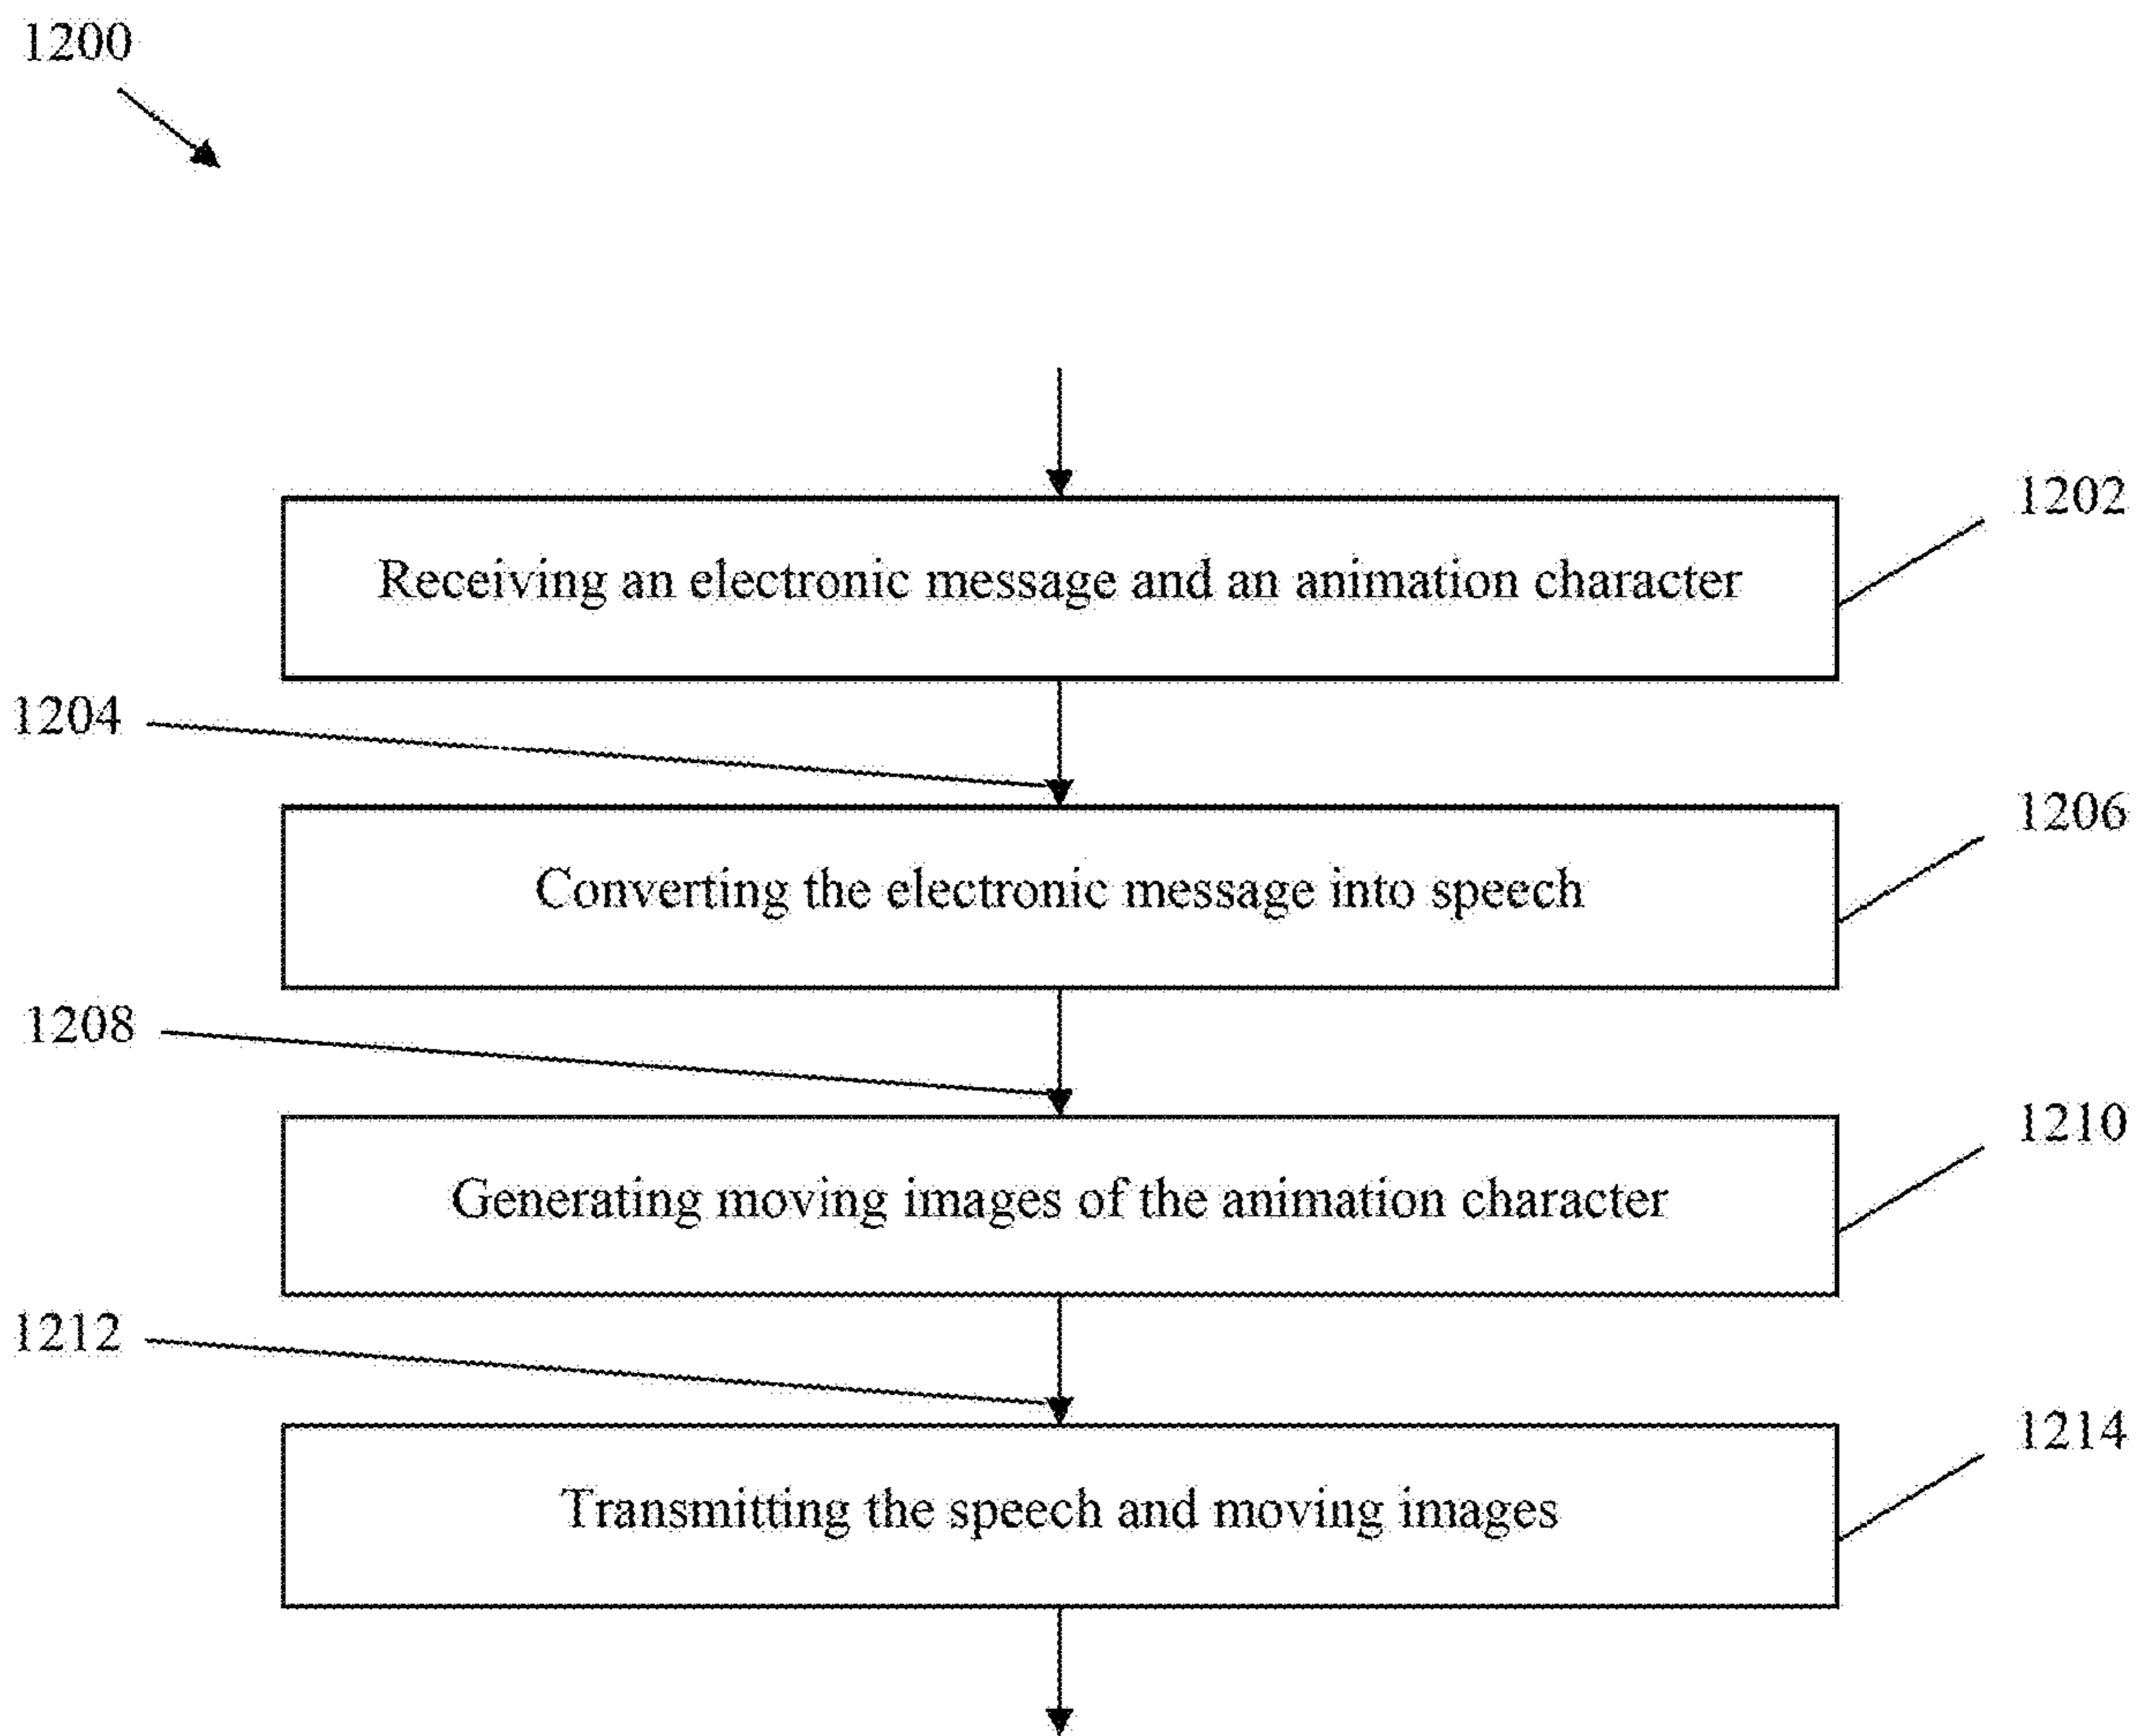 1200
1202
Receiving an electronic message and an animation character
1204
1206
Converting the electronic message into speech
1208
1210
Generating moving images of the animation character
1212
1214
Transmitting the speech and moving images